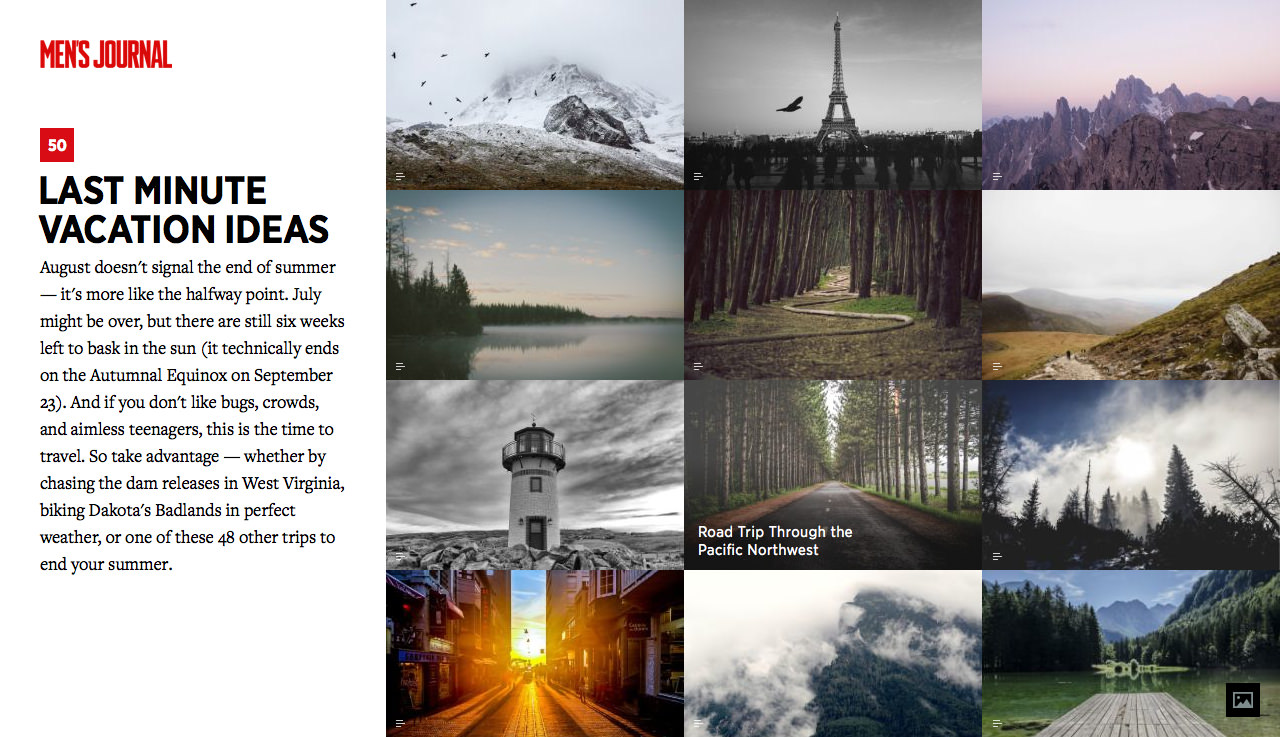 MEN'S JOURNAL
50
LAST MINUTE
VACATION IDEAS
August doesn't signal the end of summer
— it's more like the halfway point. July
might be over, but there are still six weeks
left to bask in the sun (it technically ends
on the Autumnal Equinox on September
23). And if you don't like bugs, crowds,
and aimless teenagers, this is the time to
travel. So take advantage — whether by
chasing the dam releases in West Virginia,
biking Dakota's Badlands in perfect
weather, or one of these 48 other trips to
end your summer.
Road Trip Through the
Pacific Northwest